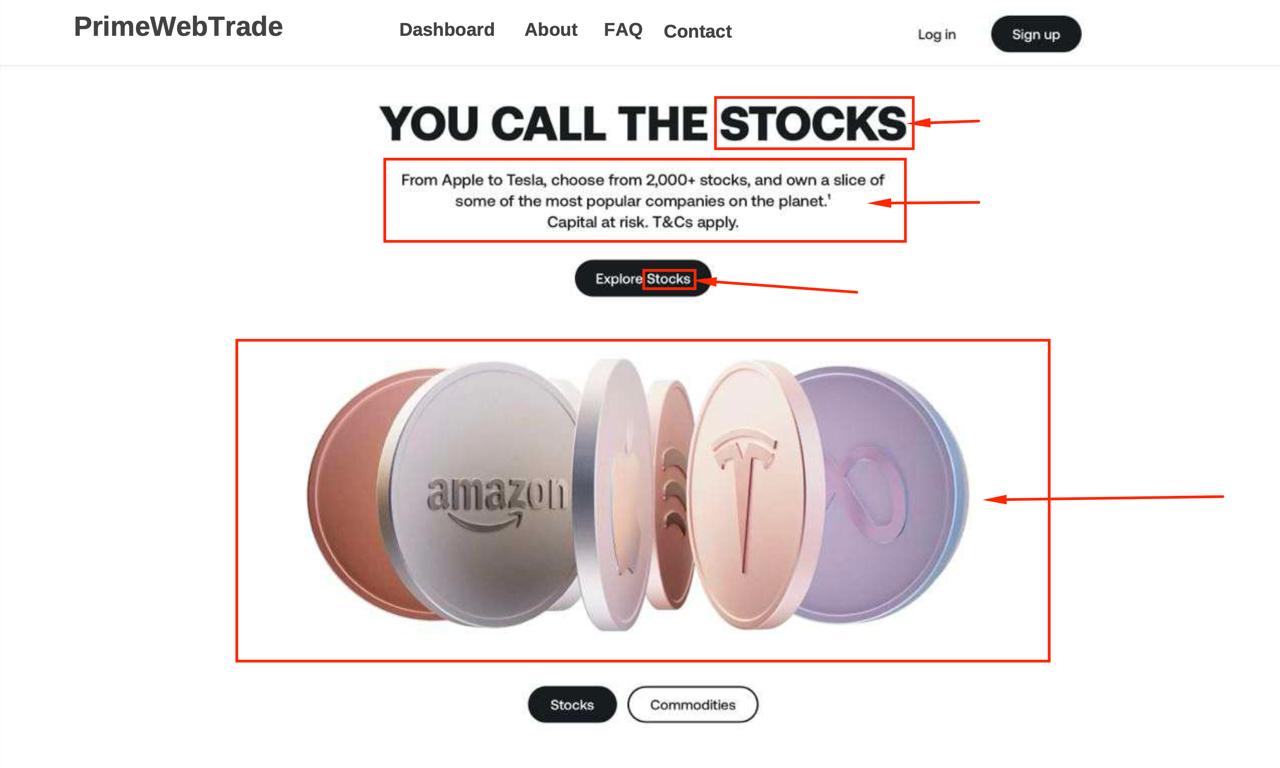 PrimeWebTrade
Dashboard About FAQ Contact
Log in
Sign up
YOU CALL THE STOCKS
From Apple to Tesla, choose from 2,000+ stocks, and own a slice of
some of the most popular companies on the planet.¹
Capital at risk. T&Cs apply.
Explore Stocks
amazon
Stocks
Commodities